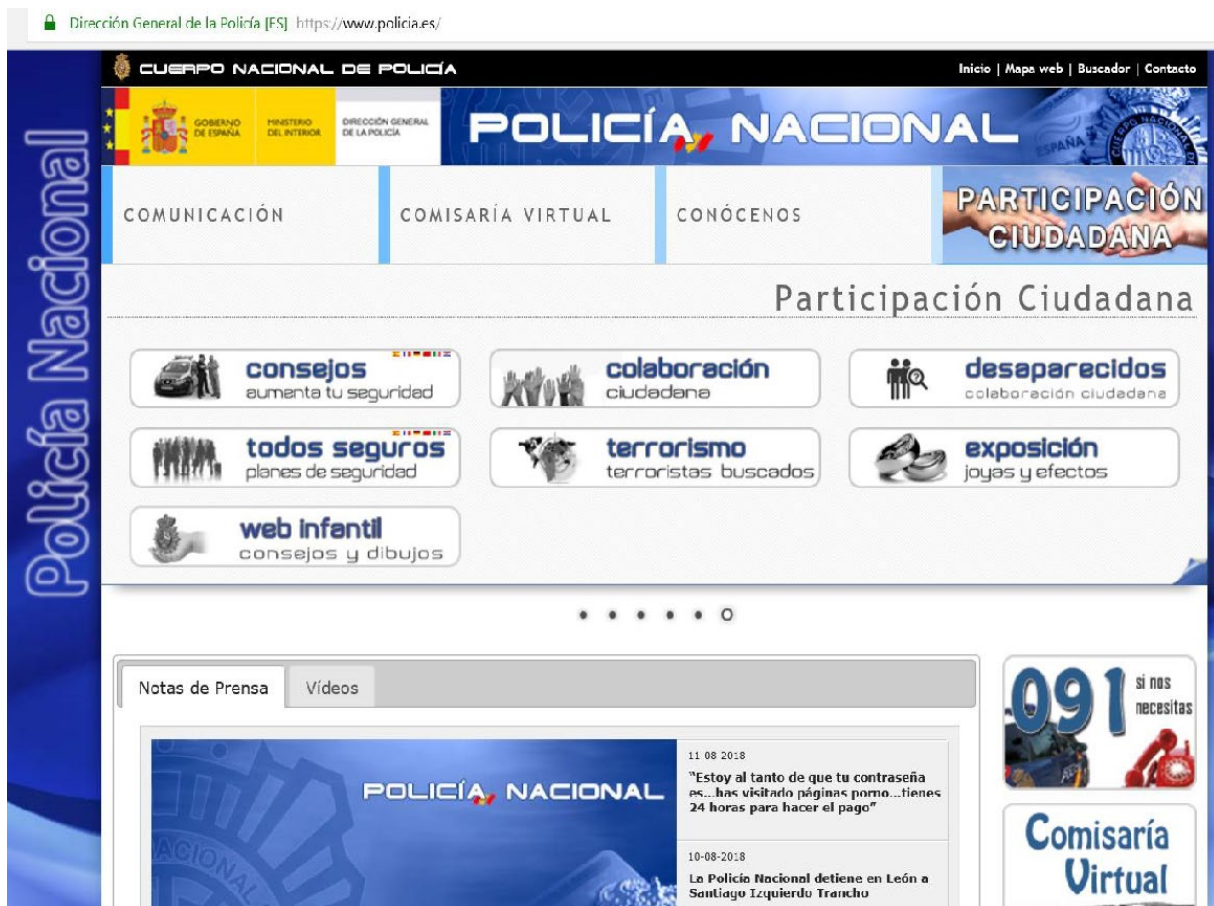 Dirección General de la Policía [ES] https://www.policia.es/
CUERPO NACIONAL DE POLICÍA
Inicio | Mapa web | Buscador | Contacto
GOBIERNO DE ESPAÑA
MINISTERIO DEL INTERIOR
DIRECCIÓN GENERAL DE LA POLICÍA
POLICÍA NACIONAL
ESPAÑA
CUERPO NACIONAL DE
Policía Nacional
COMUNICACIÓN
COMISARÍA VIRTUAL
CONÓCENOS
PARTICIPACIÓN
CIUDADANA
Participación Ciudadana
consejos
aumenta tu seguridad
colaboración
ciudadana
desaparecidos
colaboración ciudadana
todos seguros
planes de seguridad
terrorismo
terroristas buscados
exposición
joyas y efectos
web infantil
consejos y dibujos
Notas de Prensa
Vídeos
POLICÍA NACIONAL
NACIONAL
11 08 2018
"Estoy al tanto de que tu contraseña
es...has visitado páginas porno...tienes
24 horas para hacer el pago"
10-08-2018
La Policía Nacional detiene en León a
Santiago Izquierdo Trancho
091
si nos
necesitas
Comisaría
Virtual